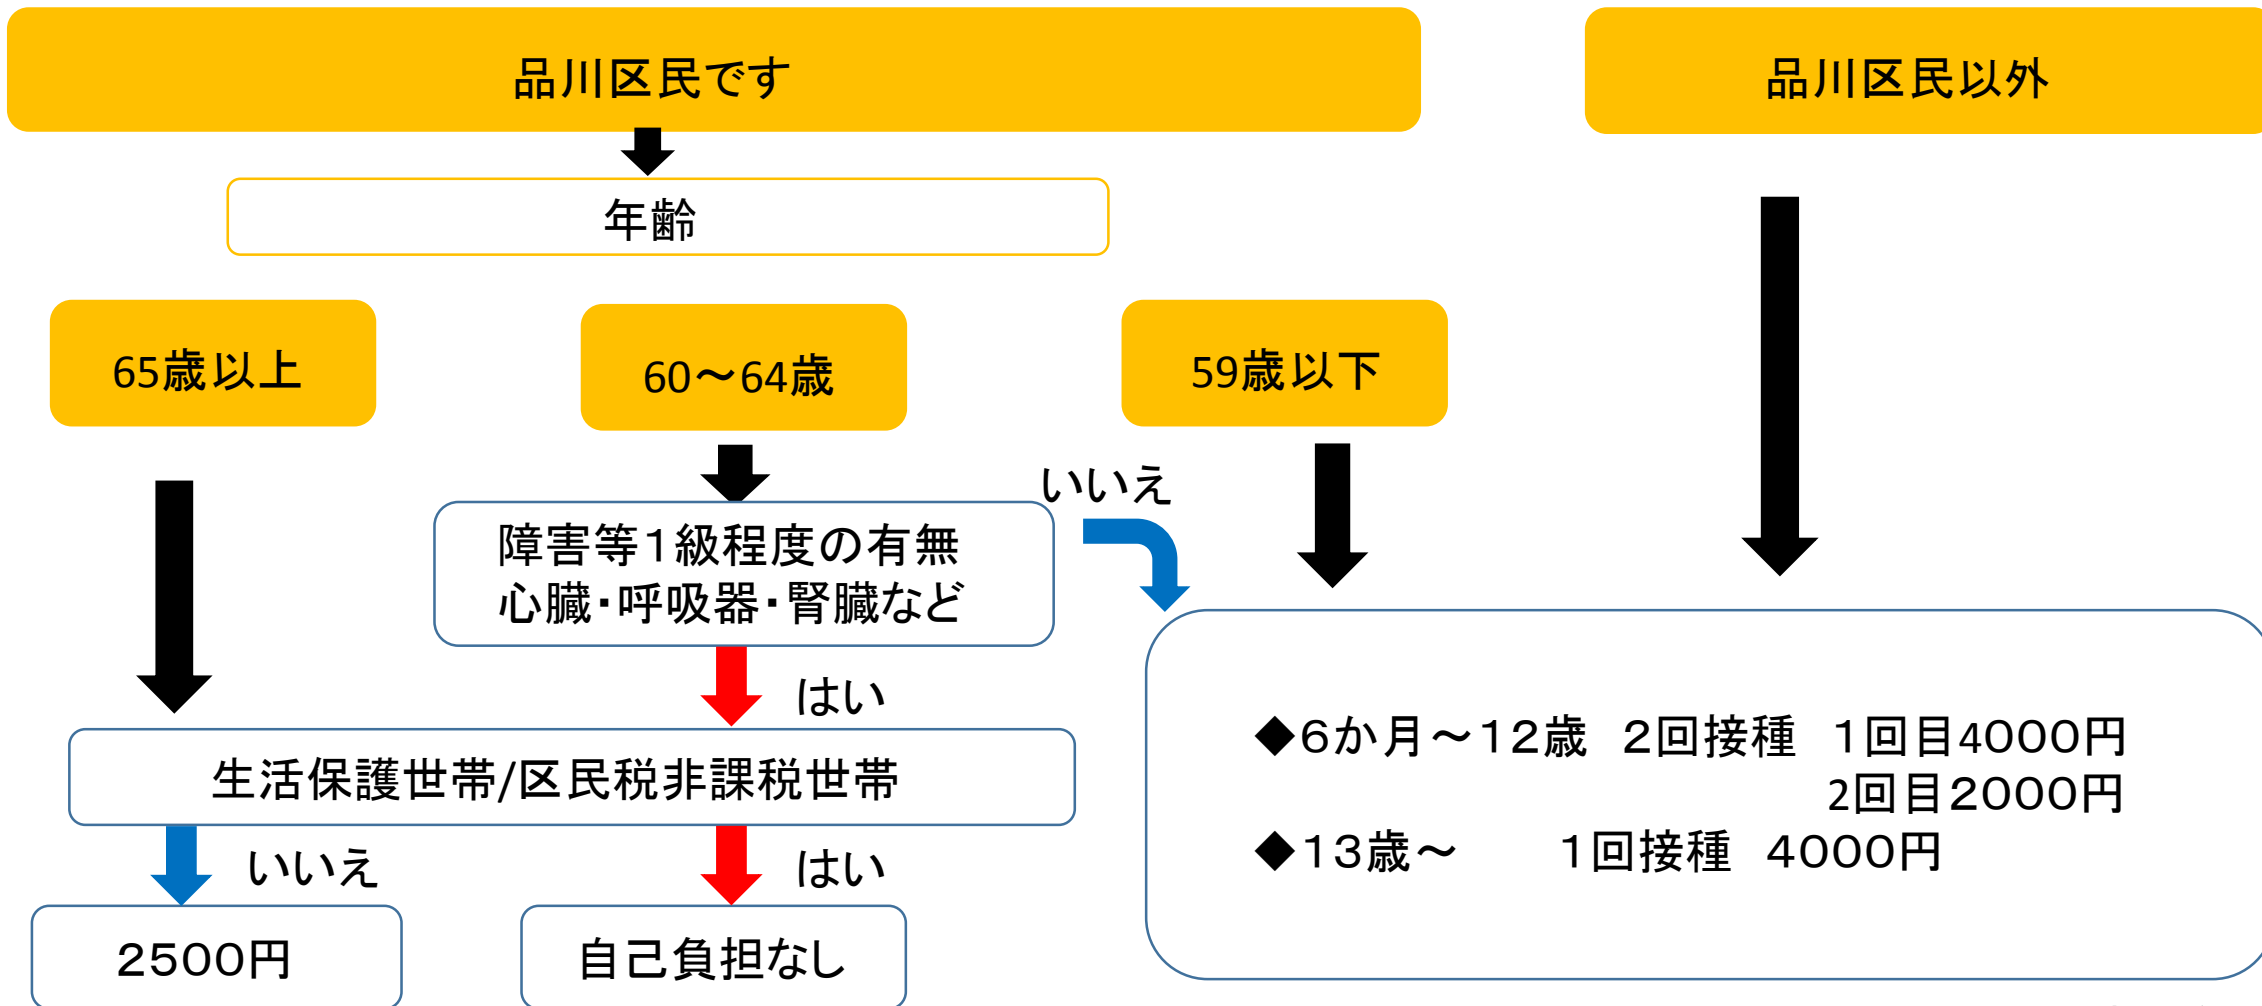 品川区民です
品川区民以外
年齢
65歳以上
60～64歳
59歳以下
いいえ
障害等１級程度の有無
心臓・呼吸器・腎臓など
はい
生活保護世帯/区民税非課税世帯
いいえ
はい
２５００円
自己負担なし
◆６か月～１２歳　２回接種　１回目4０００円
2回目２０００円
◆１３歳～　　１回接種　４０００円